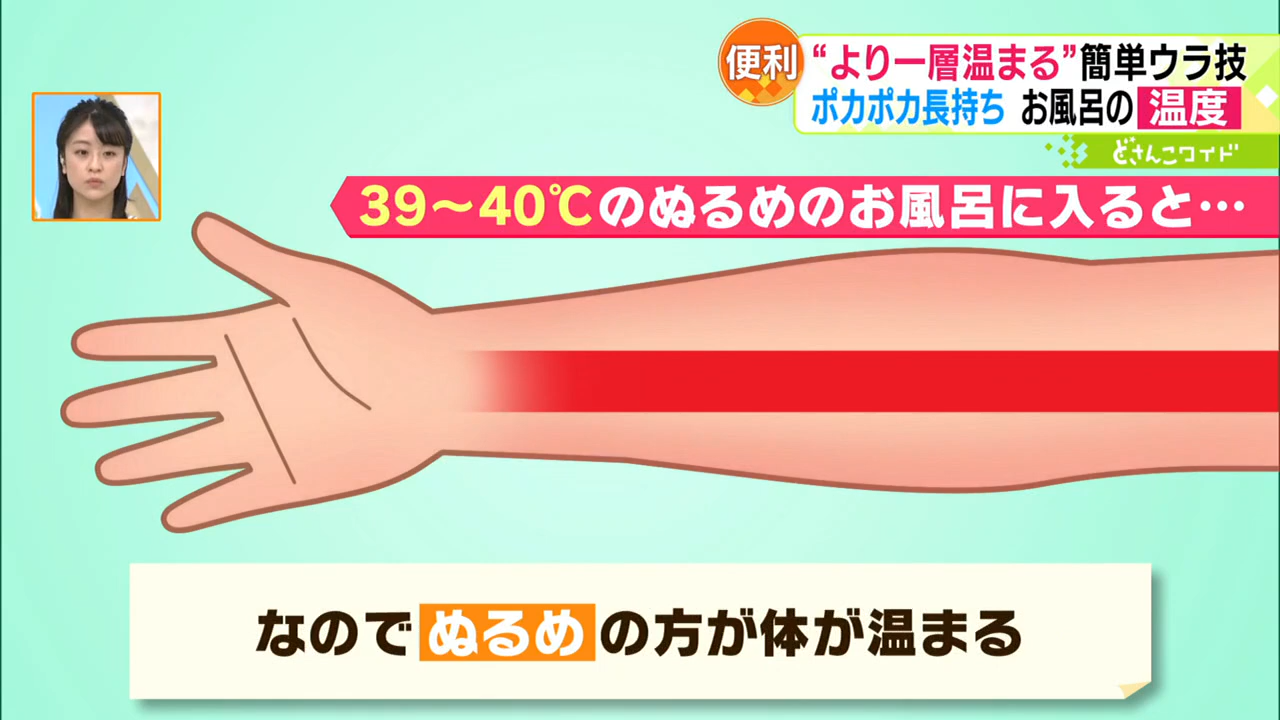 便利
“より一層温まる”簡単ウラ技
ポカポカ長持ち お風呂の温度
どさんこワイド
39～40℃のぬるめのお風呂に入ると…
なのでぬるめの方が体が温まる